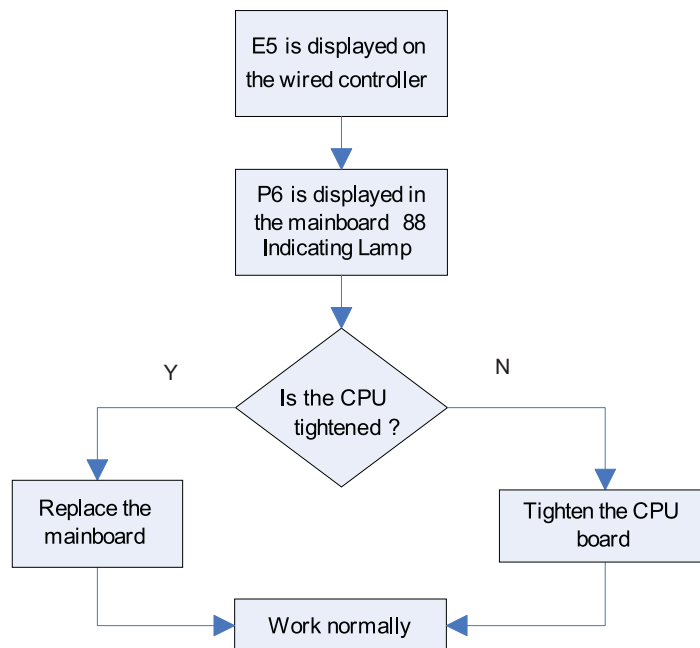 E5 is displayed on
the wired controller
P6 is displayed in
the mainboard 88
Indicating Lamp
Y
N
Is the CPU
tightened ?
Replace the
mainboard
Tighten the CPU
board
Work normally